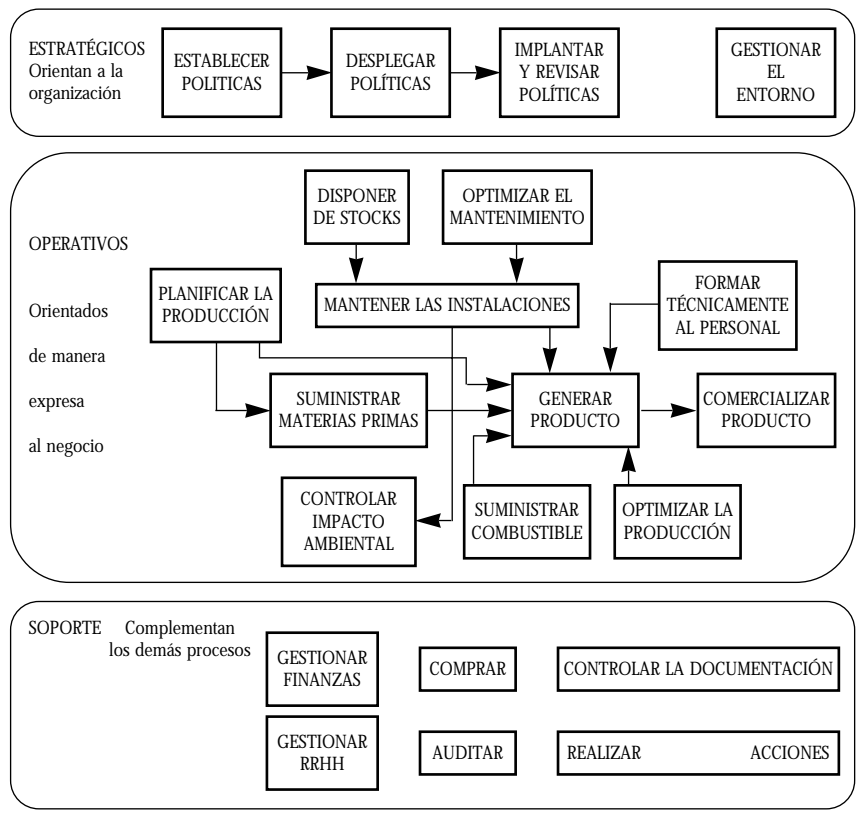 ESTRATÉGICOS
Orientan a la
organización
ESTABLECER
POLITICAS
DESPLEGAR
POLÍTICAS
IMPLANTAR
Y REVISAR
POLÍTICAS
GESTIONAR
EL
ENTORNO
OPERATIVOS
Orientados
de manera
expresa
al negocio
DISPONER
DE STOCKS
OPTIMIZAR EL
MANTENIMIENTO
PLANIFICAR LA
PRODUCCIÓN
MANTENER LAS INSTALACIONES
FORMAR
TÉCNICAMENTE
AL PERSONAL
SUMINISTRAR
MATERIAS PRIMAS
GENERAR
PRODUCTO
COMERCIALIZAR
PRODUCTO
CONTROLAR
IMPACTO
AMBIENTAL
SUMINISTRAR
COMBUSTIBLE
OPTIMIZAR LA
PRODUCCIÓN
SOPORTE Complementan
los demás procesos
GESTIONAR
FINANZAS
COMPRAR
CONTROLAR LA DOCUMENTACIÓN
GESTIONAR
RRHH
AUDITAR
REALIZAR ACCIONES